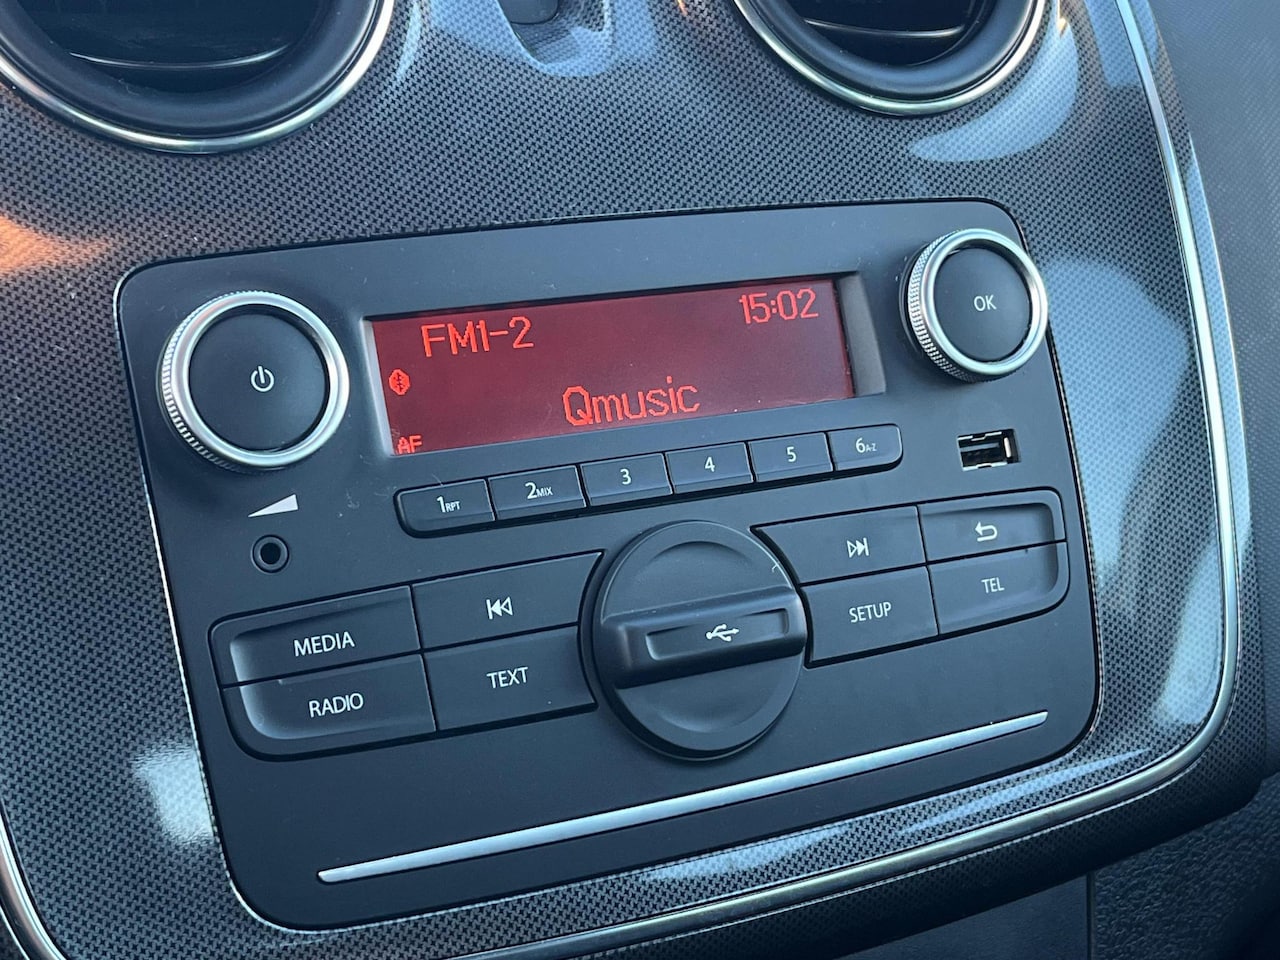 15:02
FM1-2
OK
Qmusic
AF
1RPT
2MIX
3
4
5
6A-Z
MEDIA
TEL
SETUP
RADIO
TEXT